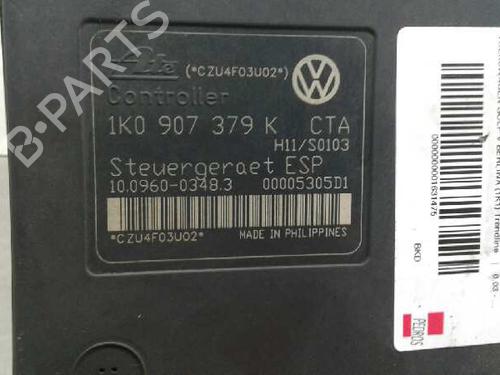 Ate
(*CZU4F03U02*)
Controller
1K0 907 379 K CTA
H11/S0103
Steuergeraet ESP
10.0960-0348.3 00005305D1
*CZU4F03U02*
MADE IN PHILIPPINES
BKD
PEDROS